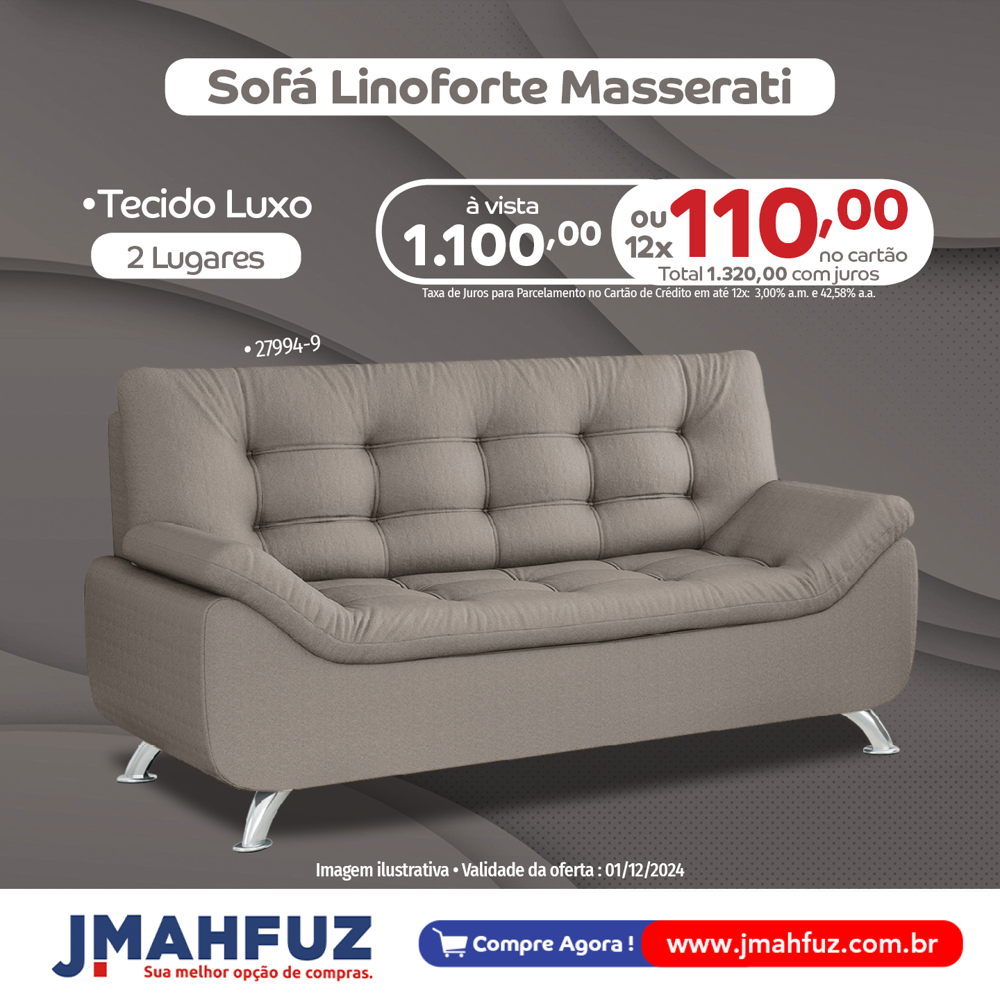 Sofá Linoforte Masserati
•Tecido Luxo
2 Lugares
à vista
1.100,00
ou
12x
110,00
no cartão
Total 1.320,00 com juros
Taxa de Juros para Parcelamento no Cartão de Crédito em até 12x: 3,00% a.m. e 42,58% a.a.
• 27994-9
Imagem ilustrativa • Validade da oferta : 01/12/2024
JMAHFUZ
Sua melhor opção de compras.
Compre Agora !
www.jmahfuz.com.br